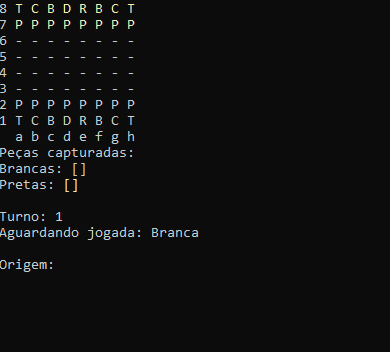 8 T C B D R B C T
7 P P P P P P P P
6 - - - - - - - -
5 - - - - - - - -
4 - - - - - - - -
3 - - - - - - - -
2 P P P P P P P P
1 T C B D R B C T
  a b c d e f g h
Peças capturadas:
Brancas: []
Pretas: []
Turno: 1
Aguardando jogada: Branca
Origem: